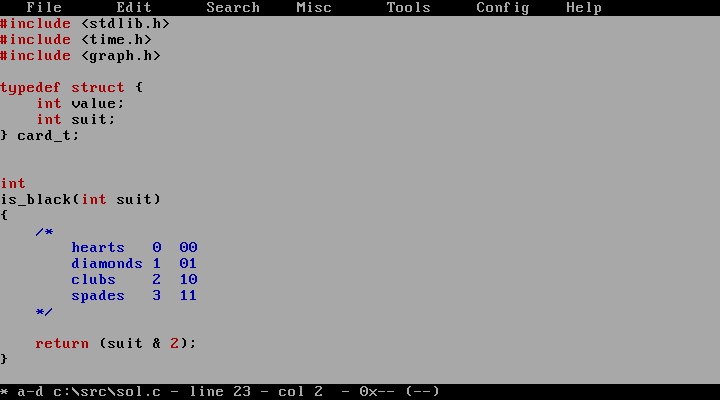 File Edit Search Misc Tools Config Help
#include <stdlib.h>
#include <time.h>
#include <graph.h>
typedef struct {
    int value;
    int suit;
} card_t;
int
is_black(int suit)
{
    /*
        hearts   0  00
        diamonds 1  01
        clubs    2  10
        spades   3  11
    */
    return (suit & 2);
}
* a-d c:\src\sol.c - line 23 - col 2  - 0x-- (--)